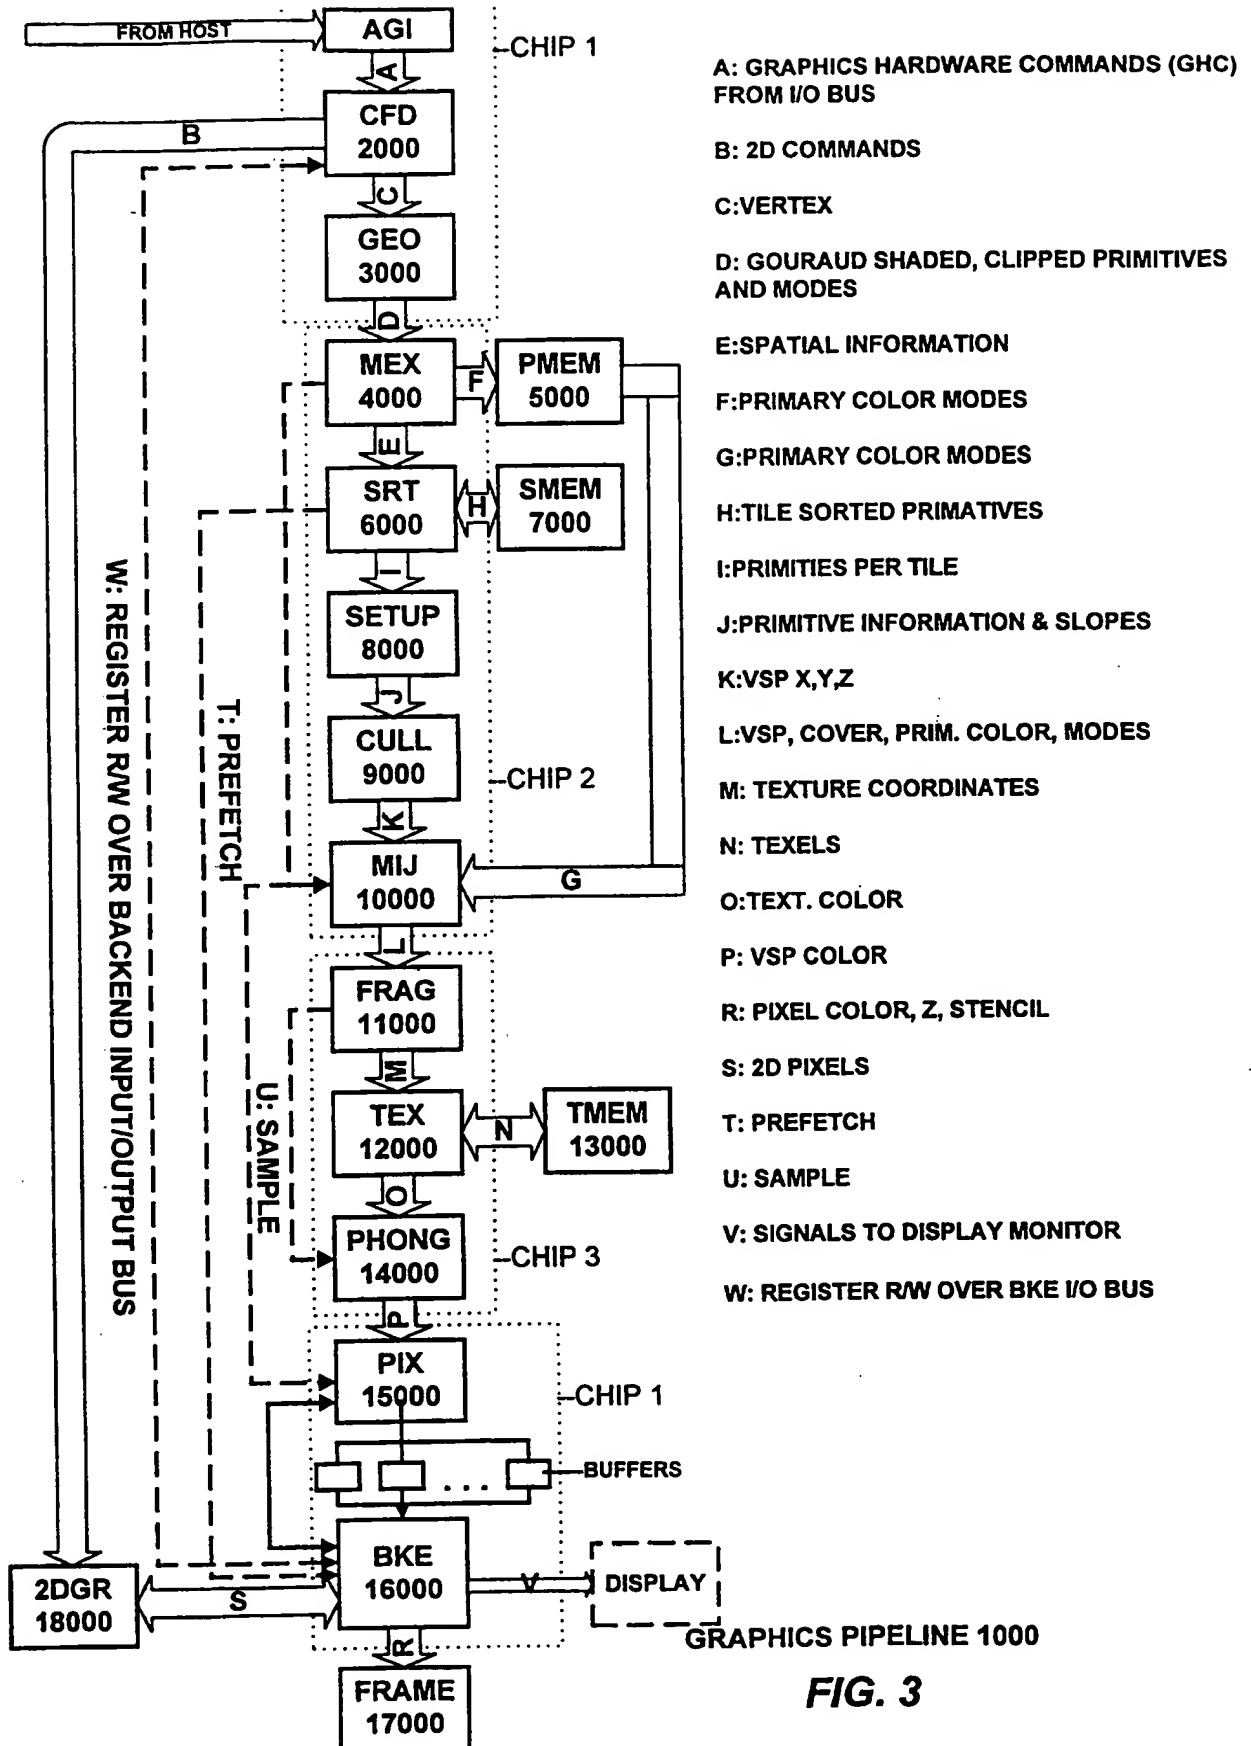 FROM HOST
AGI
CHIP 1
A
CFD
2000
B
C
GEO
3000
D
MEX
4000
F
PMEM
5000
E
SRT
6000
H
SMEM
7000
I
SETUP
8000
J
CULL
9000
CHIP 2
K
MIJ
10000
G
L
FRAG
11000
M
TEX
12000
N
TMEM
13000
O
PHONG
14000
CHIP 3
P
PIX
15000
CHIP 1
BUFFERS
. . .
BKE
16000
V
DISPLAY
2DGR
18000
S
R
FRAME
17000
W: REGISTER R/W OVER BACKEND INPUT/OUTPUT BUS
T: PREFETCH
U: SAMPLE
A: GRAPHICS HARDWARE COMMANDS (GHC)
FROM I/O BUS
B: 2D COMMANDS
C:VERTEX
D: GOURAUD SHADED, CLIPPED PRIMITIVES
AND MODES
E:SPATIAL INFORMATION
F:PRIMARY COLOR MODES
G:PRIMARY COLOR MODES
H:TILE SORTED PRIMATIVES
I:PRIMITIES PER TILE
J:PRIMITIVE INFORMATION & SLOPES
K:VSP X,Y,Z
L:VSP, COVER, PRIM. COLOR, MODES
M: TEXTURE COORDINATES
N: TEXELS
O:TEXT. COLOR
P: VSP COLOR
R: PIXEL COLOR, Z, STENCIL
S: 2D PIXELS
T: PREFETCH
U: SAMPLE
V: SIGNALS TO DISPLAY MONITOR
W: REGISTER R/W OVER BKE I/O BUS
GRAPHICS PIPELINE 1000
FIG. 3